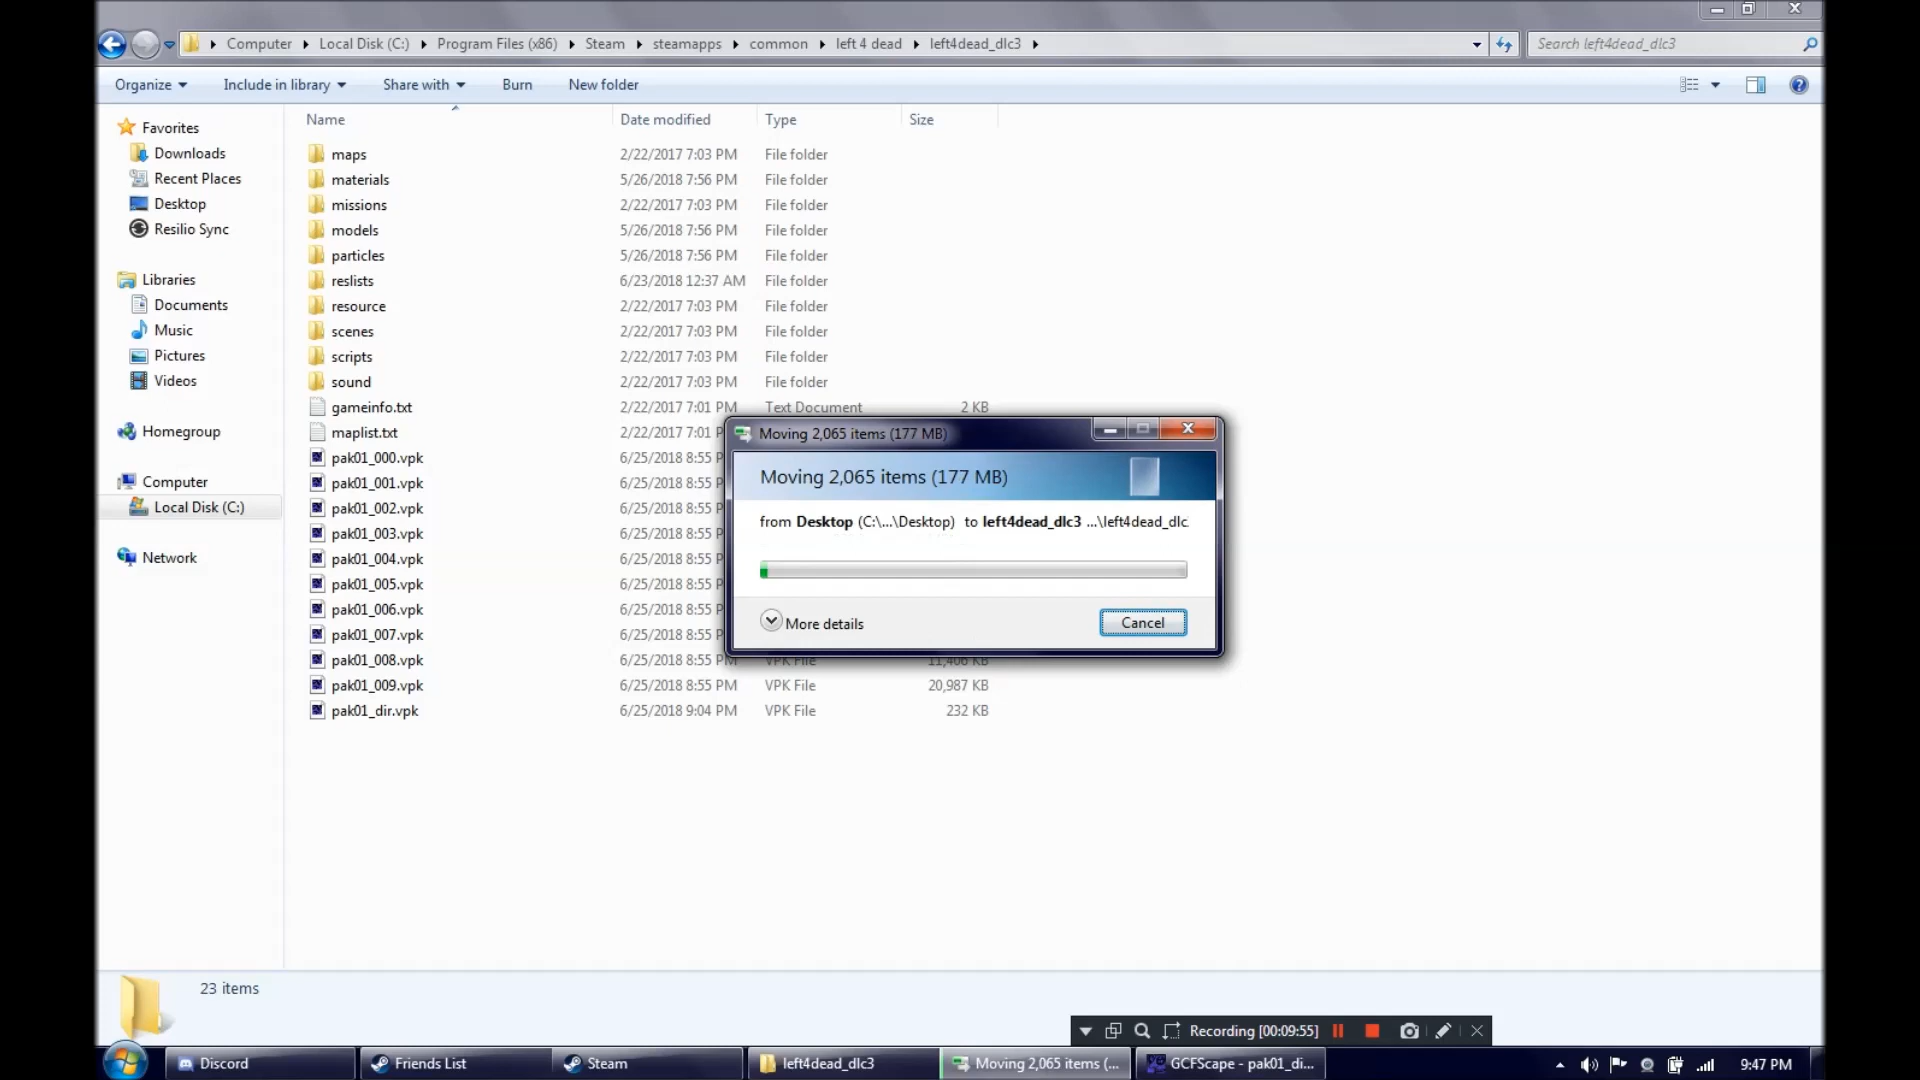 Computer Local Disk (C:) Program Files (x86) Steam steamapps common left 4 dead left4dead_dlc3
Search left4dead_dlc3
Organize Include in library Share with Burn New folder
Name Date modified Type Size
Favorites
Downloads
Recent Places
Desktop
Resilio Sync
Libraries
Documents
Music
Pictures
Videos
Homegroup
Computer
Local Disk (C:)
Network
maps 2/22/2017 7:03 PM File folder
materials 5/26/2018 7:56 PM File folder
missions 2/22/2017 7:03 PM File folder
models 5/26/2018 7:56 PM File folder
particles 5/26/2018 7:56 PM File folder
reslists 6/23/2018 12:37 AM File folder
resource 2/22/2017 7:03 PM File folder
scenes 2/22/2017 7:03 PM File folder
scripts 2/22/2017 7:03 PM File folder
sound 2/22/2017 7:03 PM File folder
gameinfo.txt 2/22/2017 7:01 PM Text Document 2 KB
maplist.txt 2/22/2017 7:01 P
pak01_000.vpk 6/25/2018 8:55 P
pak01_001.vpk 6/25/2018 8:55 P
pak01_002.vpk 6/25/2018 8:55 P
pak01_003.vpk 6/25/2018 8:55 P
pak01_004.vpk 6/25/2018 8:55 P
pak01_005.vpk 6/25/2018 8:55 P
pak01_006.vpk 6/25/2018 8:55 P
pak01_007.vpk 6/25/2018 8:55 P
pak01_008.vpk 6/25/2018 8:55 PM VPK File 11,406 KB
pak01_009.vpk 6/25/2018 8:55 PM VPK File 20,987 KB
pak01_dir.vpk 6/25/2018 9:04 PM VPK File 232 KB
Moving 2,065 items (177 MB)
Moving 2,065 items (177 MB)
from Desktop (C:\...\Desktop) to left4dead_dlc3 ...\left4dead_dlc
More details
Cancel
23 items
Recording [00:09:55]
Discord Friends List Steam left4dead_dlc3 Moving 2,065 items (... GCFScape - pak01_di... 9:47 PM